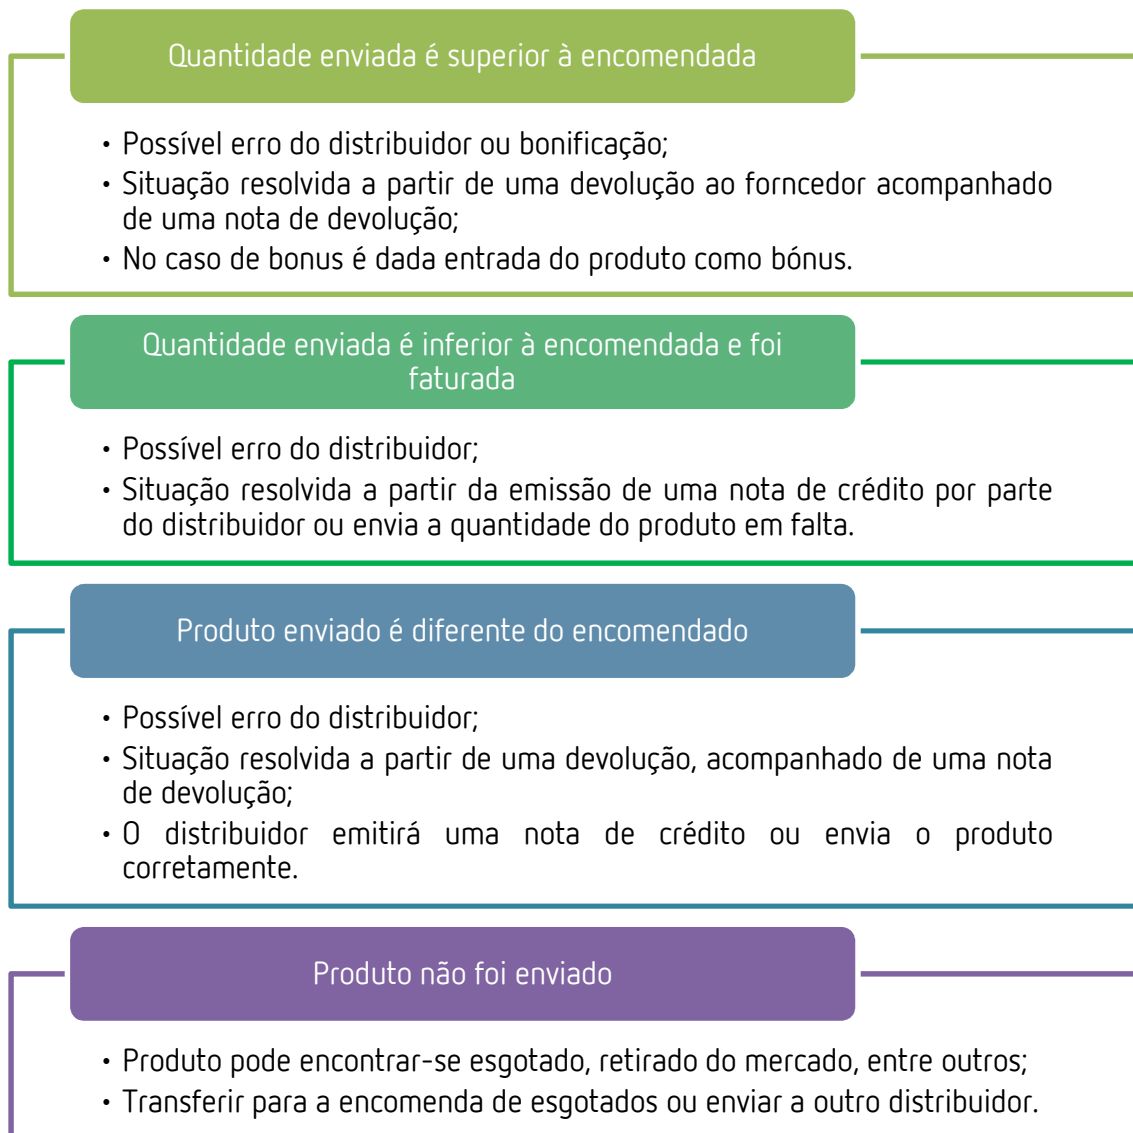 Quantidade enviada é superior à encomendada
• Possível erro do distribuidor ou bonificação;
• Situação resolvida a partir de uma devolução ao forncedor acompanhado
de uma nota de devolução;
• No caso de bonus é dada entrada do produto como bónus.
Quantidade enviada é inferior à encomendada e foi
faturada
• Possível erro do distribuidor;
• Situação resolvida a partir da emissão de uma nota de crédito por parte
do distribuidor ou envia a quantidade do produto em falta.
Produto enviado é diferente do encomendado
• Possível erro do distribuidor;
• Situação resolvida a partir de uma devolução, acompanhado de uma nota
de devolução;
• O distribuidor emitirá uma nota de crédito ou envia o produto
corretamente.
Produto não foi enviado
• Produto pode encontrar-se esgotado, retirado do mercado, entre outros;
• Transferir para a encomenda de esgotados ou enviar a outro distribuidor.